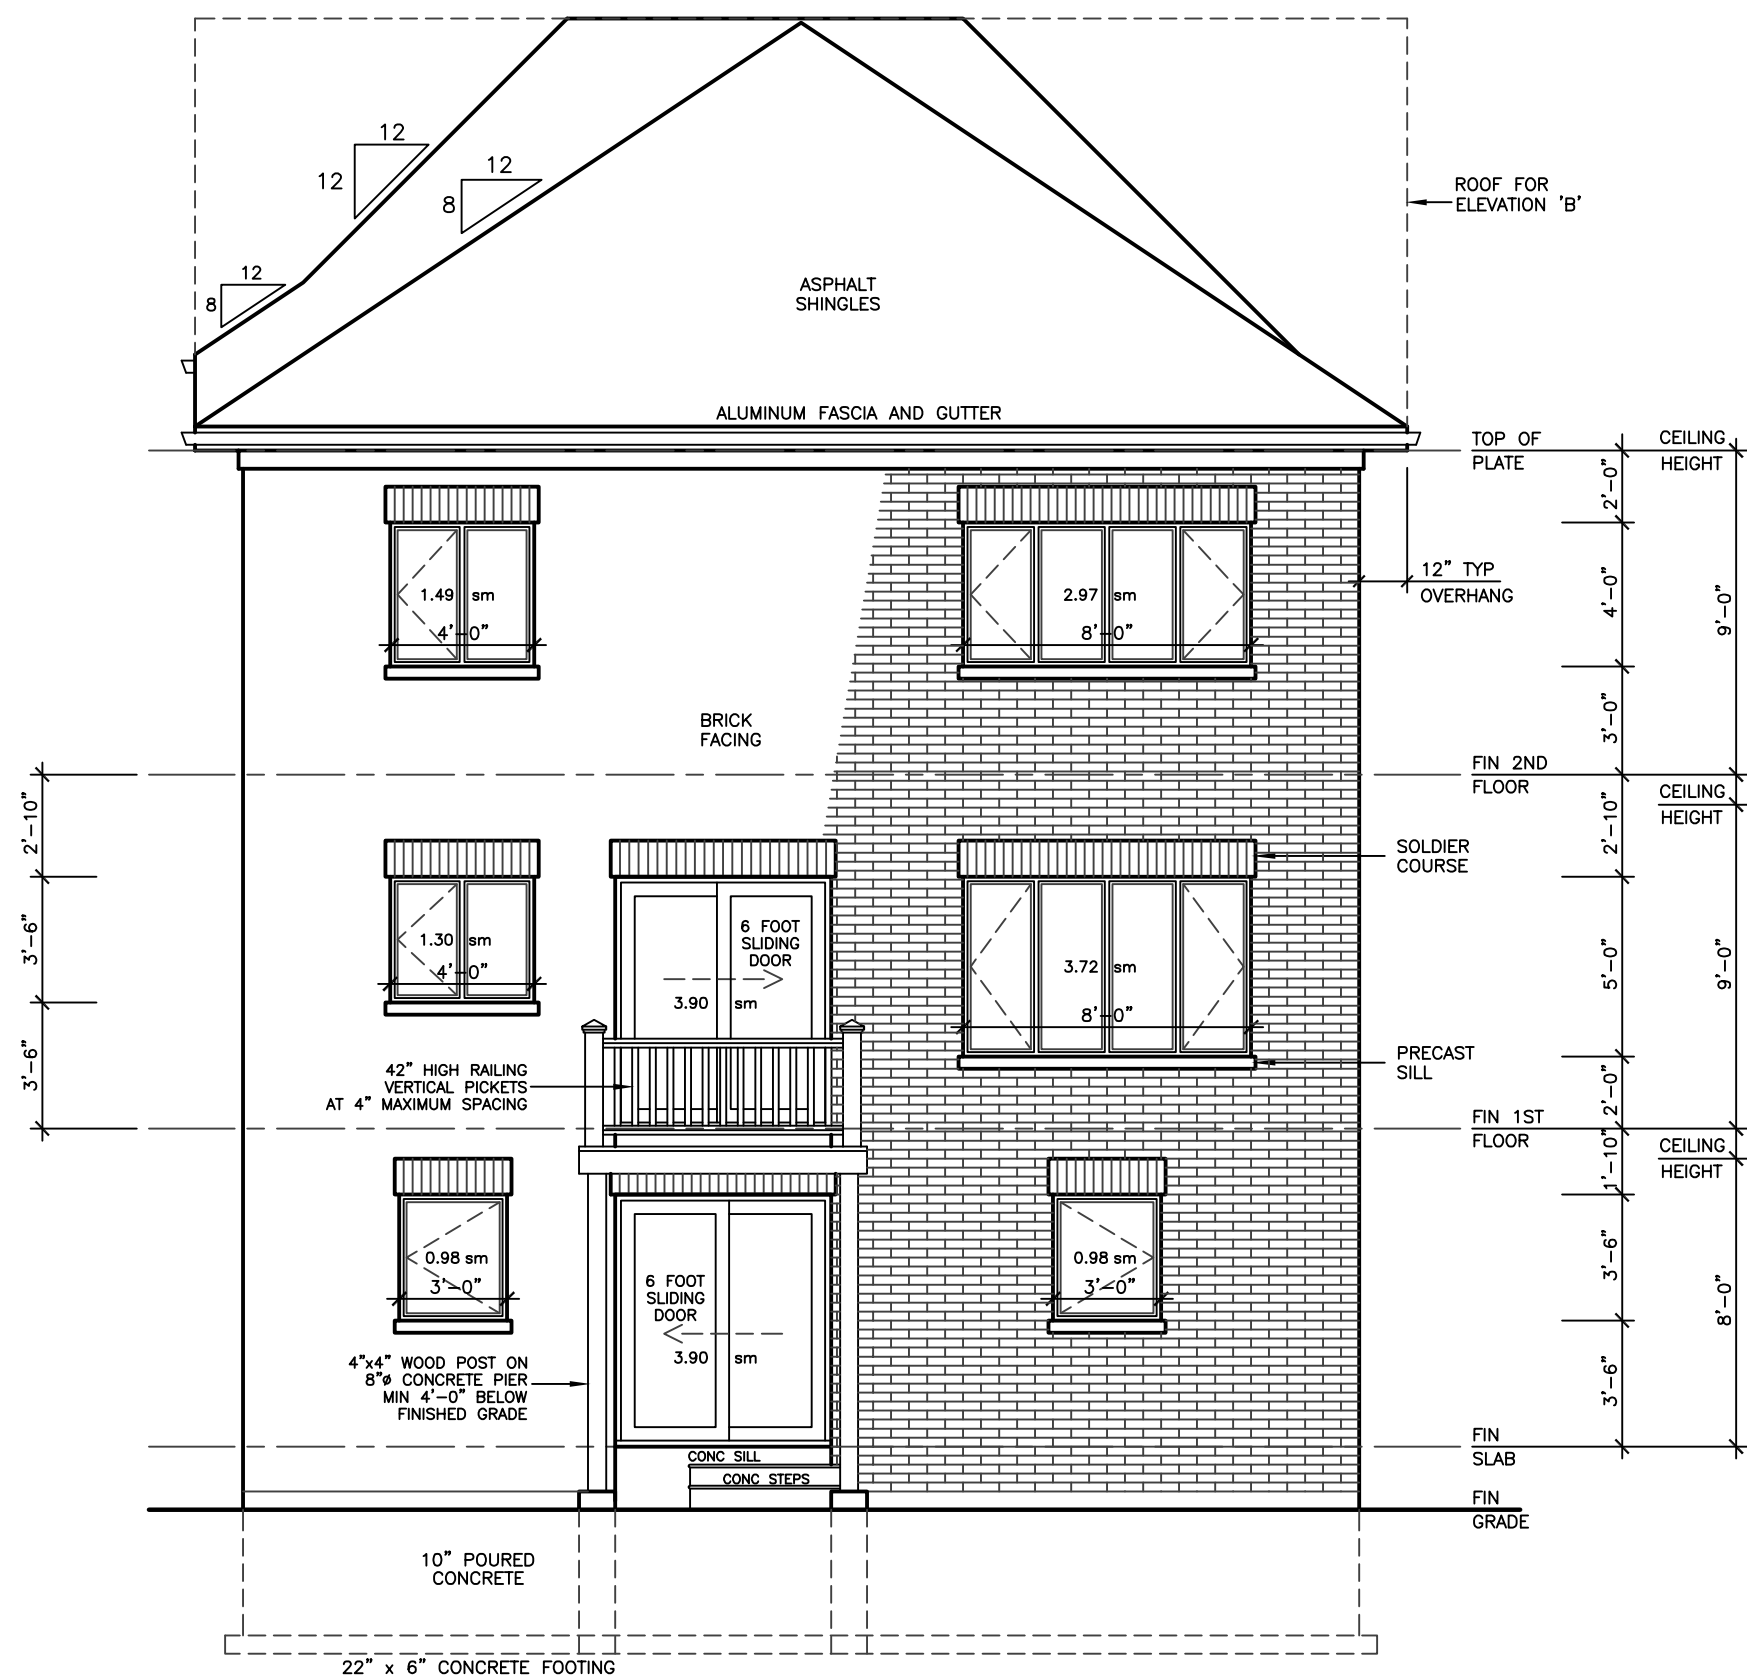 12
12
12
8
12
8
ROOF FOR
ELEVATION 'B'
ASPHALT
SHINGLES
ALUMINUM FASCIA AND GUTTER
TOP OF
PLATE
CEILING
HEIGHT
2'-0"
1.49 sm
4'-0"
2.97 sm
8'-0"
12" TYP
OVERHANG
4'-0"
9'-0"
3'-0"
BRICK
FACING
FIN 2ND
FLOOR
CEILING
HEIGHT
2'-10"
2'-10"
SOLDIER
COURSE
6 FOOT
SLIDING
DOOR
3.90 sm
1.30 sm
4'-0"
3.72 sm
8'-0"
3'-6"
5'-0"
9'-0"
3'-6"
42" HIGH RAILING
VERTICAL PICKETS
AT 4" MAXIMUM SPACING
PRECAST
SILL
2'-0"
FIN 1ST
FLOOR
CEILING
HEIGHT
1'-10"
0.98 sm
3'-0"
0.98 sm
3'-0"
3'-6"
8'-0"
6 FOOT
SLIDING
DOOR
3.90 sm
4"x4" WOOD POST ON
8"ø CONCRETE PIER
MIN 4'-0" BELOW
FINISHED GRADE
3'-6"
FIN
SLAB
CONC SILL
CONC STEPS
FIN
GRADE
10" POURED
CONCRETE
22" x 6" CONCRETE FOOTING